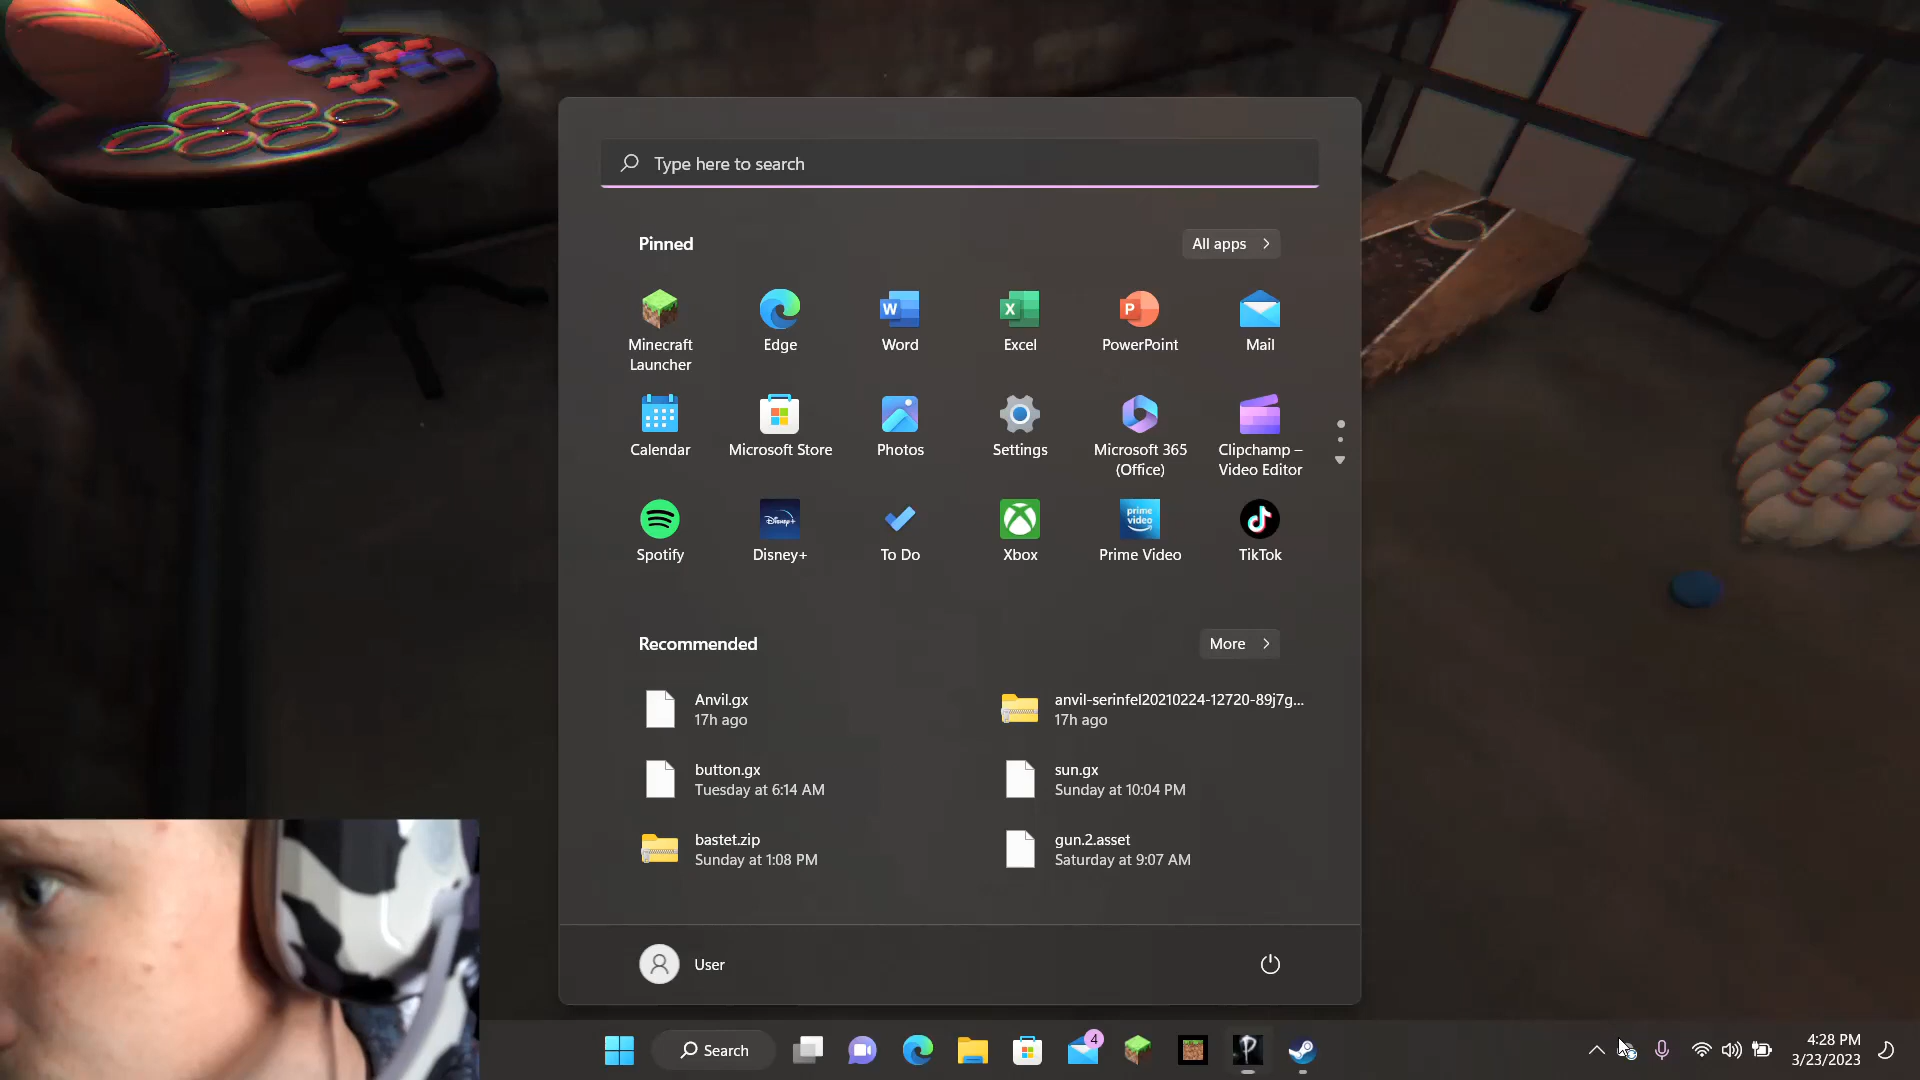 Type here to search
Pinned
All apps
Minecraft
Launcher
Edge
W
Word
X
Excel
P
PowerPoint
Mail
Calendar
Microsoft Store
Photos
Settings
Microsoft 365
(Office)
Clipchamp –
Video Editor
Spotify
Disney+
Disney+
To Do
Xbox
prime
video
Prime Video
TikTok
Recommended
More
Anvil.gx
17h ago
anvil-serinfel20210224-12720-89j7g...
17h ago
button.gx
Tuesday at 6:14 AM
sun.gx
Sunday at 10:04 PM
bastet.zip
Sunday at 1:08 PM
gun.2.asset
Saturday at 9:07 AM
User
Search
4
P
4:28 PM
3/23/2023